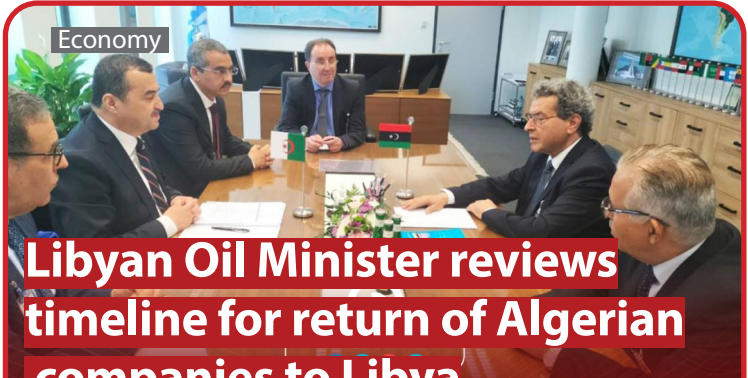 Economy
Libyan Oil Minister reviews
timeline for return of Algerian
companies to Libya